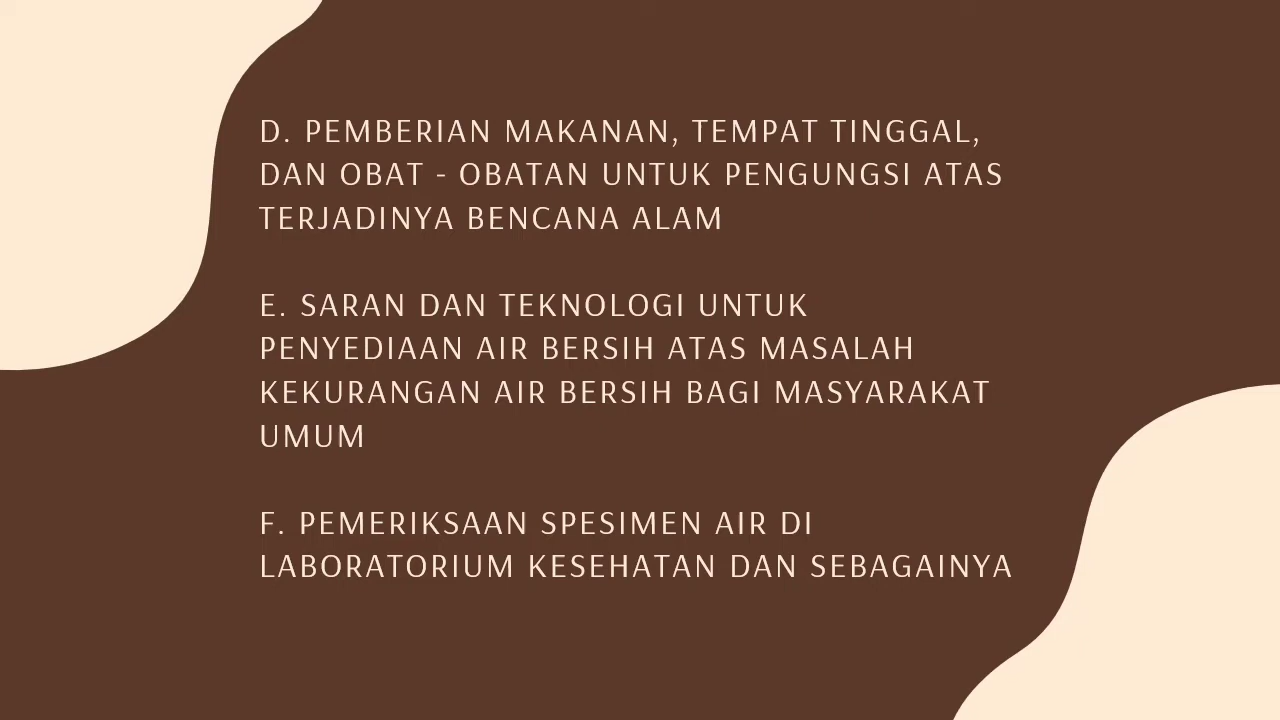 D. PEMBERIAN MAKANAN, TEMPAT TINGGAL,
DAN OBAT - OBATAN UNTUK PENGUNGSI ATAS
TERJADINYA BENCANA ALAM
E. SARAN DAN TEKNOLOGI UNTUK
PENYEDIAAN AIR BERSIH ATAS MASALAH
KEKURANGAN AIR BERSIH BAGI MASYARAKAT
UMUM
F. PEMERIKSAAN SPESIMEN AIR DI
LABORATORIUM KESEHATAN DAN SEBAGAINYA